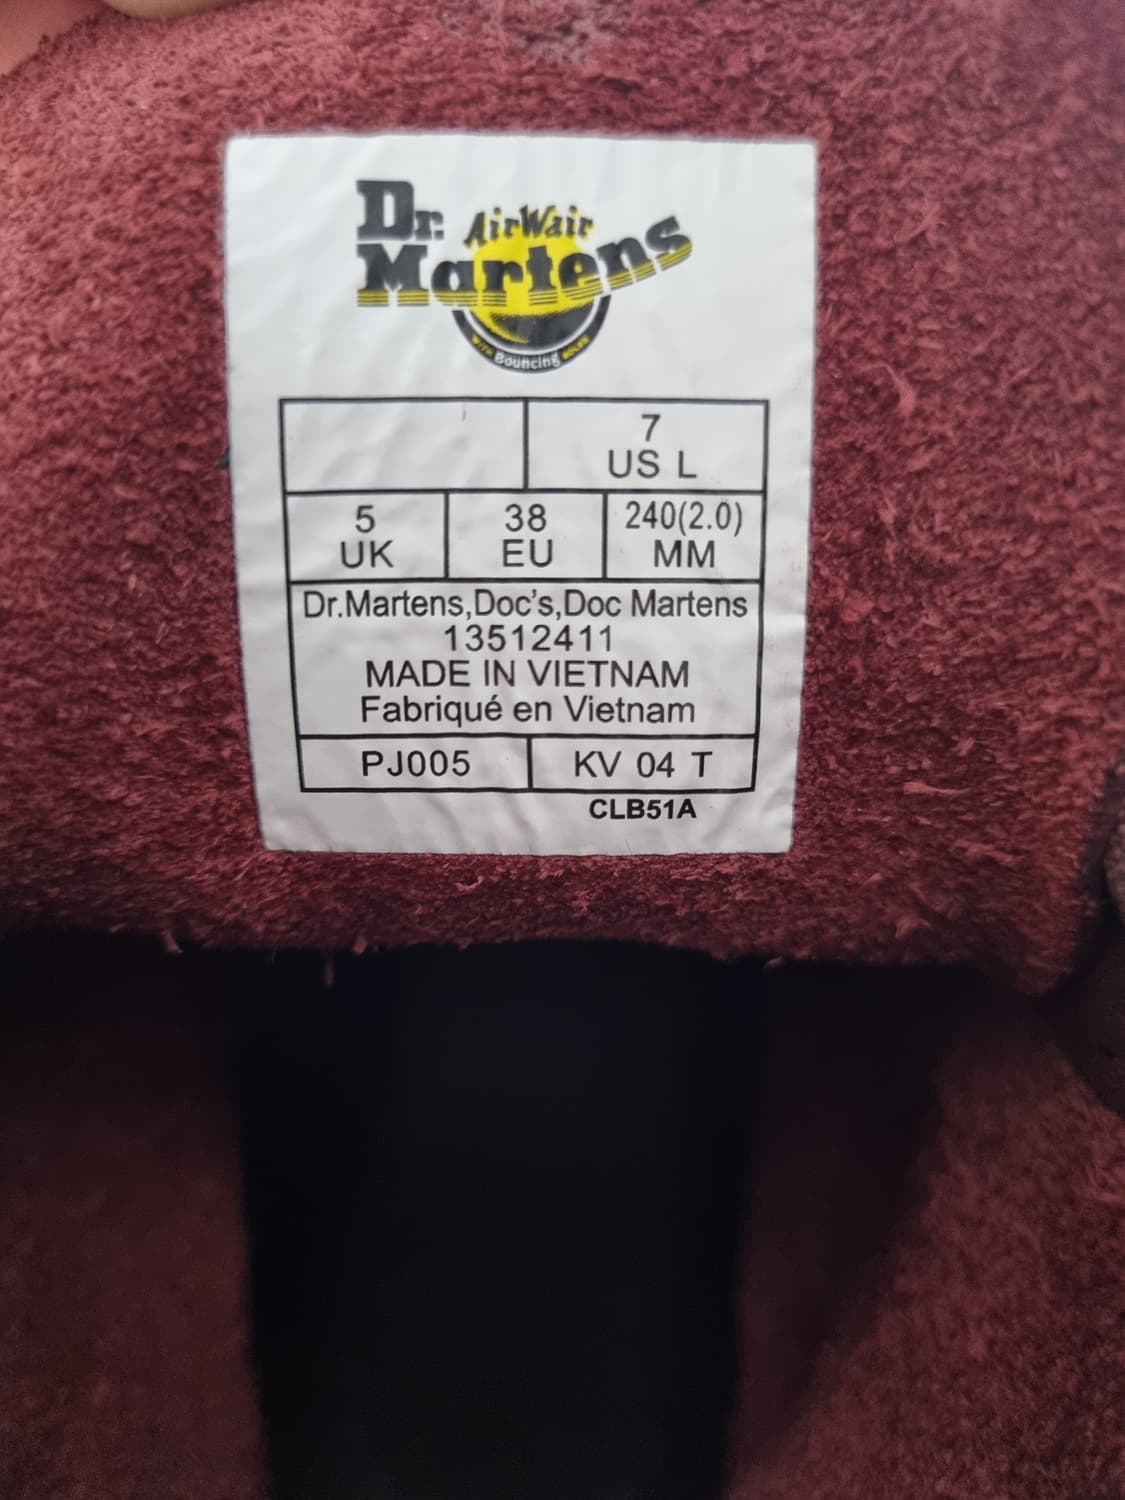 Dr. AirWair
Martens
WITH Bouncing SOLES
7
US L
5
UK
38
EU
240(2.0)
MM
Dr.Martens,Doc's,Doc Martens
13512411
MADE IN VIETNAM
Fabriqué en Vietnam
PJ005
KV 04 T
CLB51A